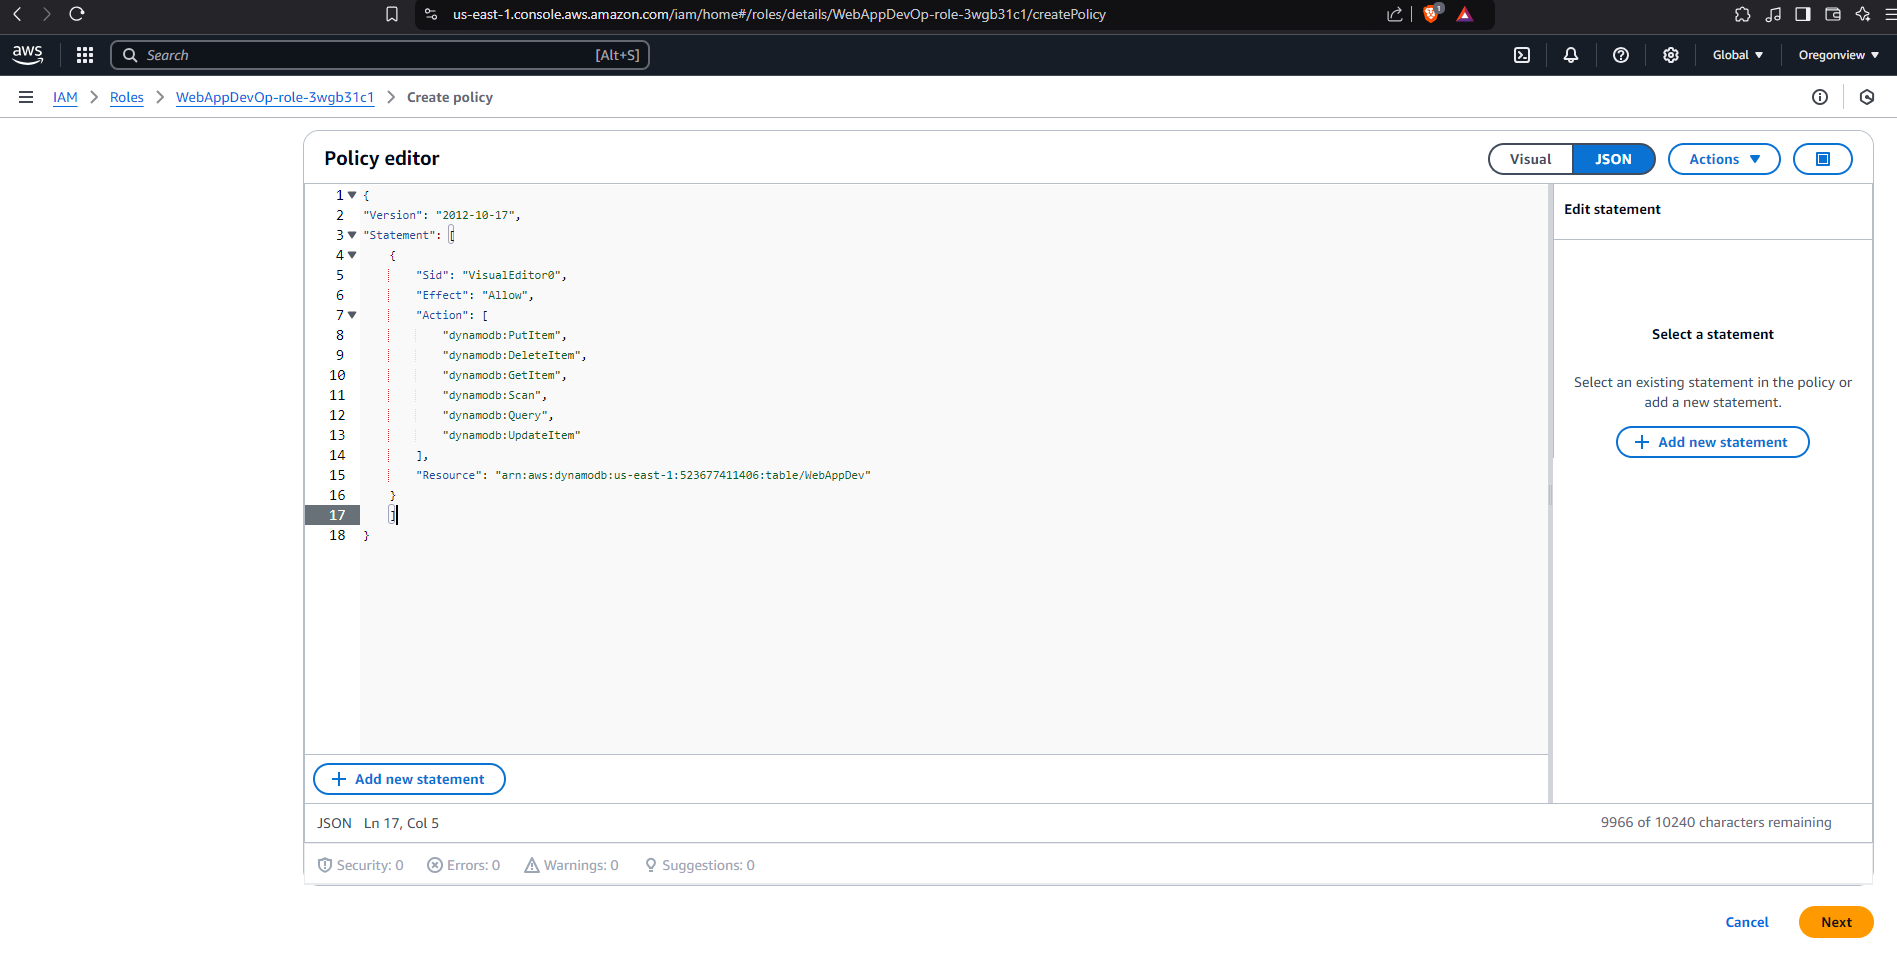 us-east-1.console.aws.amazon.com/iam/home#/roles/details/WebAppDevOp-role-3wgb31c1/createPolicy
1
aws
Search
[Alt+S]
Global
Oregonview
IAM
Roles
WebAppDevOp-role-3wgb31c1
Create policy
Policy editor
Visual
JSON
Actions
1 {
2 "Version": "2012-10-17",
3 "Statement": [
4 {
5 "Sid": "VisualEditor0",
6 "Effect": "Allow",
7 "Action": [
8 "dynamodb:PutItem",
9 "dynamodb:DeleteItem",
10 "dynamodb:GetItem",
11 "dynamodb:Scan",
12 "dynamodb:Query",
13 "dynamodb:UpdateItem"
14 ],
15 "Resource": "arn:aws:dynamodb:us-east-1:523677411406:table/WebAppDev"
16 }
17 ]
18 }
Edit statement
Select a statement
Select an existing statement in the policy or
add a new statement.
Add new statement
Add new statement
JSON Ln 17, Col 5
9966 of 10240 characters remaining
Security: 0
Errors: 0
Warnings: 0
Suggestions: 0
Cancel
Next